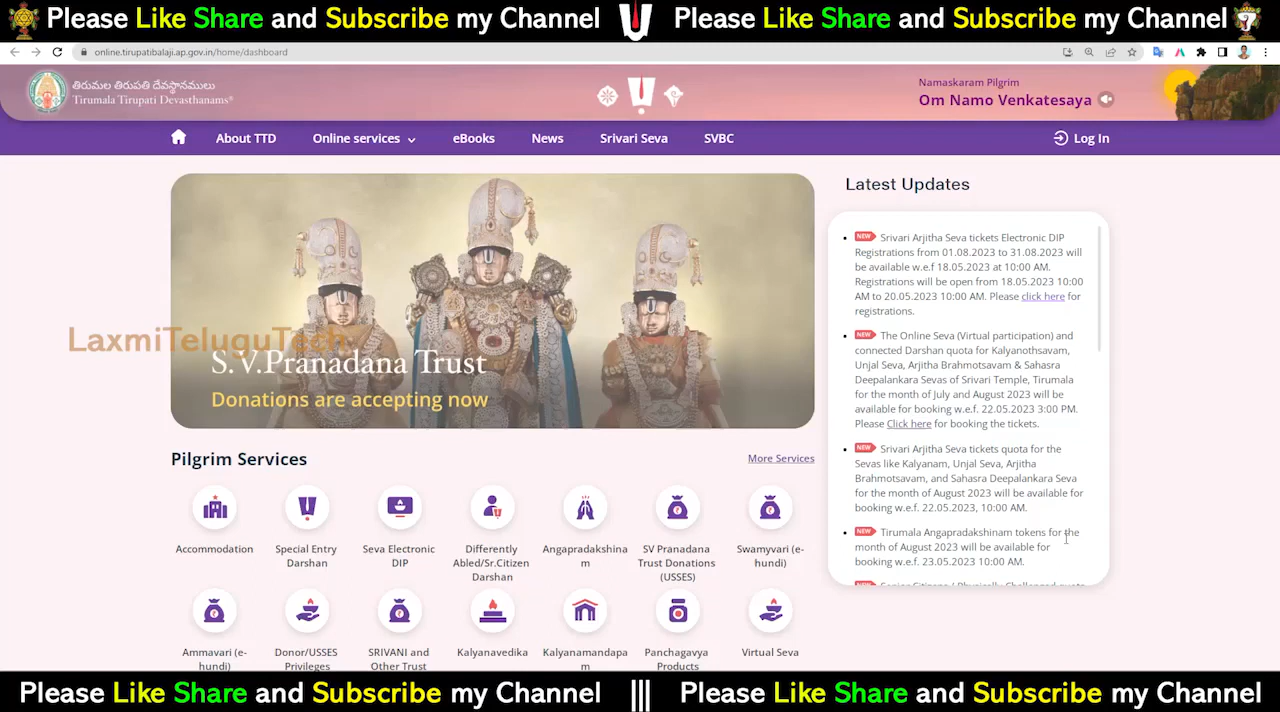 Please Like Share and Subscribe my Channel
Please Like Share and Subscribe my Channel
online.tirupatibalaji.ap.gov.in/home/dashboard
తిరుమల తిరుపతి దేవస్థానములు
Tirumala Tirupati Devasthanams
Namaskaram Pilgrim
Om Namo Venkatesaya
About TTD
Online services
eBooks
News
Srivari Seva
SVBC
Log In
LaxmiTeluguTech
S.V.Pranadana Trust
Donations are accepting now
Latest Updates
NEW Srivari Arjitha Seva tickets Electronic DIP
Registrations from 01.08.2023 to 31.08.2023 will
be available w.e.f 18.05.2023 at 10:00 AM.
Registrations will be open from 18.05.2023 10:00
AM to 20.05.2023 10:00 AM. Please click here for
registrations.
NEW The Online Seva (Virtual participation) and
connected Darshan quota for Kalyanothsavam,
Unjal Seva, Arjitha Brahmotsavam & Sahasra
Deepalankara Sevas of Srivari Temple, Tirumala
for the month of July and August 2023 will be
available for booking w.e.f. 22.05.2023 3:00 PM.
Please Click here for booking the tickets.
NEW Srivari Arjitha Seva tickets quota for the
Sevas like Kalyanam, Unjal Seva, Arjitha
Brahmotsavam, and Sahasra Deepalankara Seva
for the month of August 2023 will be available for
booking w.e.f. 22.05.2023, 10:00 AM.
NEW Tirumala Angapradakshinam tokens for the
month of August 2023 will be available for
booking w.e.f. 23.05.2023 10:00 AM.
NEW Senior Citizens / Physically Challenged quota
Pilgrim Services
More Services
Accommodation
Special Entry
Darshan
Seva Electronic
DIP
Differently
Abled/Sr.Citizen
Darshan
Angapradakshina
m
SV Pranadana
Trust Donations
(USSES)
Swamyvari (e-
hundi)
Ammavari (e-
hundi)
Donor/USSES
Privileges
SRIVANI and
Other Trust
Kalyanavedika
Kalyanamandapa
m
Panchagavya
Products
Virtual Seva
Please Like Share and Subscribe my Channel
Please Like Share and Subscribe my Channel